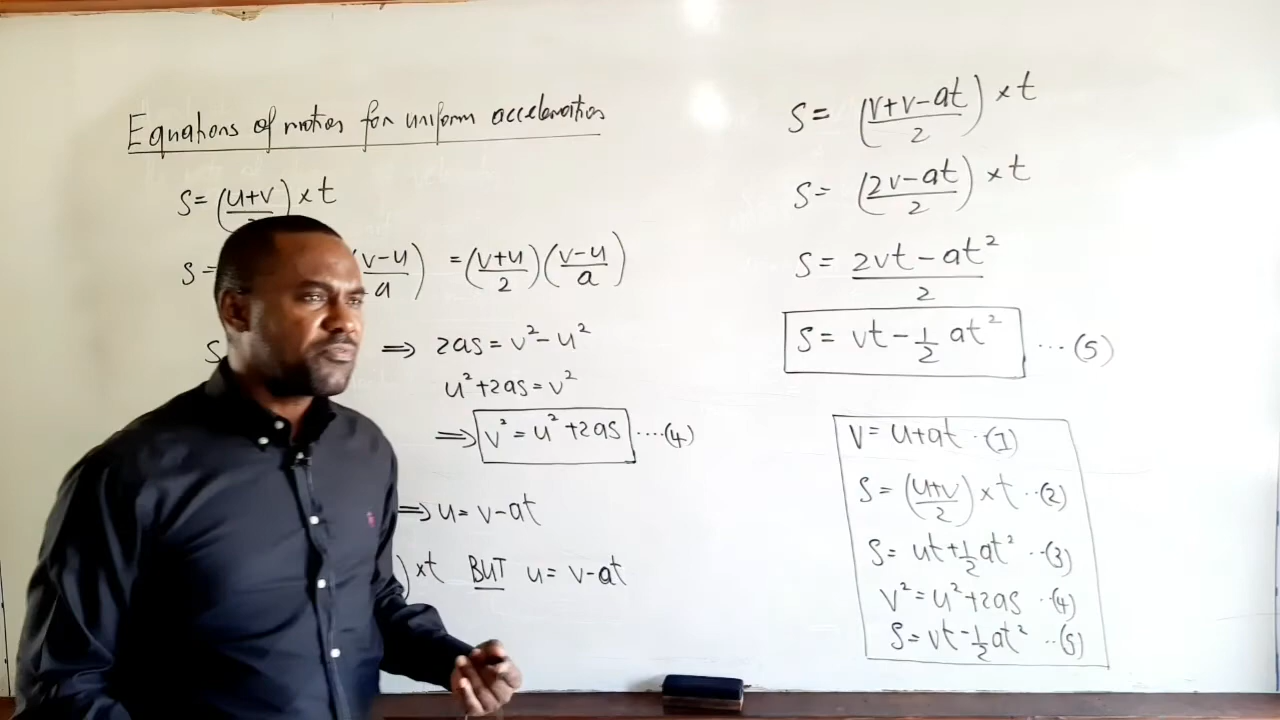 Equations of motion for uniform acceleration
S = (u+v/2) × t
S = (v-u/a) = (v+u/2)(v-u/a)
S ⇒ 2as = v² - u²
u² + 2as = v²
⇒ v² = u² + 2as ....(4)
⇒ u = v - at
) × t BUT u = v - at
S = (v+v-at/2) × t
S = (2v-at/2) × t
S = 2vt - at²/2
S = vt - 1/2 at² ...(5)
v = u + at ..(1)
S = (u+v/2) × t ..(2)
S = ut + 1/2 at² ..(3)
v² = u² + 2as ..(4)
S = vt - 1/2 at² ..(5)